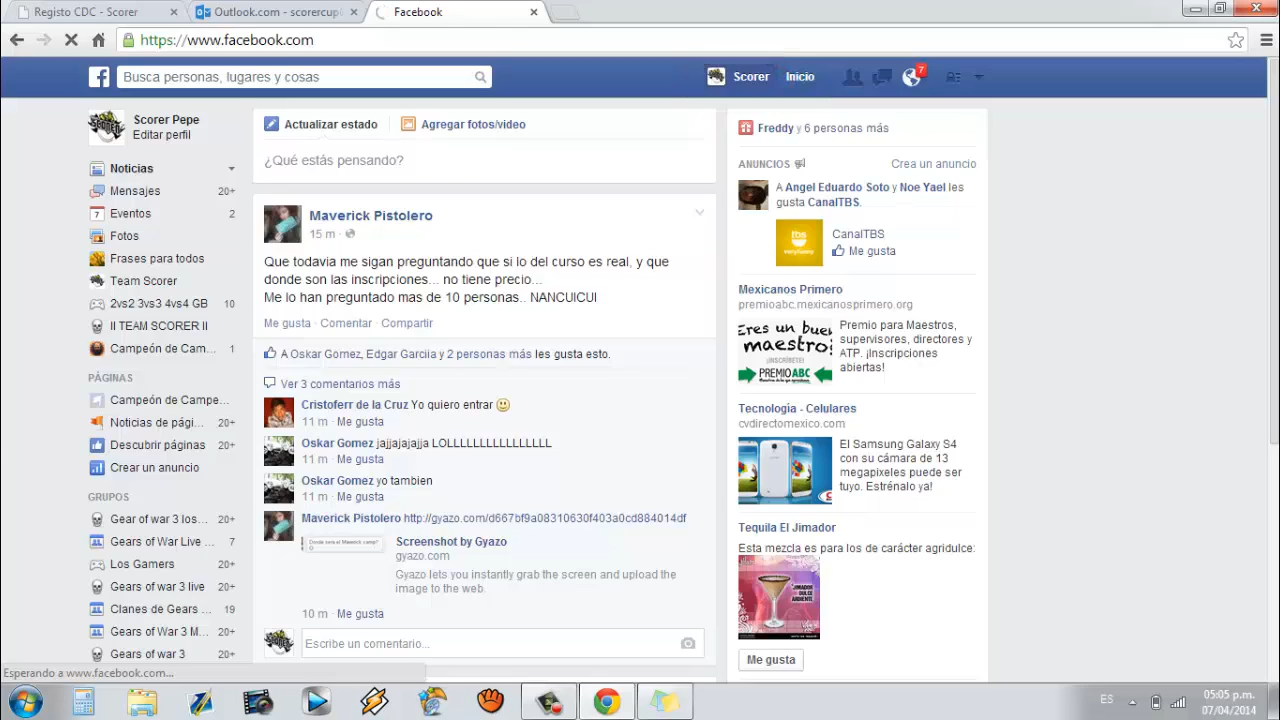 Registo CDC - Scorer
Outlook.com - scorercup
Facebook
https://www.facebook.com
Busca personas, lugares y cosas
Scorer
Inicio
7
Scorer Pepe
Editar perfil
Noticias
Mensajes 20+
Eventos 2
Fotos
Frases para todos
Team Scorer
2vs2 3vs3 4vs4 GB 10
II TEAM SCORER II
Campeón de Cam... 1
PÁGINAS
Campeón de Campe...
Noticias de pági... 20+
Descubrir páginas 20+
Crear un anuncio
GRUPOS
Gear of war 3 los... 20+
Gears of War Live ... 7
Los Gamers 20+
Gears of war 3 live 20+
Clanes de Gears ... 19
Gears of War 3 M... 20+
Gears of war 3 20+
Actualizar estado
Agregar fotos/video
¿Qué estás pensando?
Maverick Pistolero
15 m ·
Que todavia me sigan preguntando que si lo del curso es real, y que
donde son las inscripciones... no tiene precio...
Me lo han preguntado mas de 10 personas.. NANCUICUI
Me gusta · Comentar · Compartir
A Oskar Gomez, Edgar Garciia y 2 personas más les gusta esto.
Ver 3 comentarios más
Cristoferr de la Cruz Yo quiero entrar
11 m · Me gusta
Oskar Gomez jajjajajajja LOLLLLLLLLLLLLLLLLL
11 m · Me gusta
Oskar Gomez yo tambien
11 m · Me gusta
Maverick Pistolero http://gyazo.com/d667bf9a08310630f403a0cd884014df
Screenshot by Gyazo
gyazo.com
Gyazo lets you instantly grab the screen and upload the
image to the web.
10 m · Me gusta
Escribe un comentario...
Freddy y 6 personas más
ANUNCIOS
Crea un anuncio
A Angel Eduardo Soto y Noe Yael les
gusta CanalTBS.
tbs
CanalTBS
Me gusta
Mexicanos Primero
premioabc.mexicanosprimero.org
Eres un buen
maestro?
¡INSCRÍBETE!
PREMIO ABC
Premio para Maestros,
supervisores, directores y
ATP. ¡Inscripciones
abiertas!
Tecnología - Celulares
cvdirectomexico.com
El Samsung Galaxy S4
con su cámara de 13
megapixeles puede ser
tuyo. Estrénalo ya!
Tequila El Jimador
Esta mezcla es para los de carácter agridulce:
Me gusta
Esperando a www.facebook.com...
ES
05:05 p.m.
07/04/2014